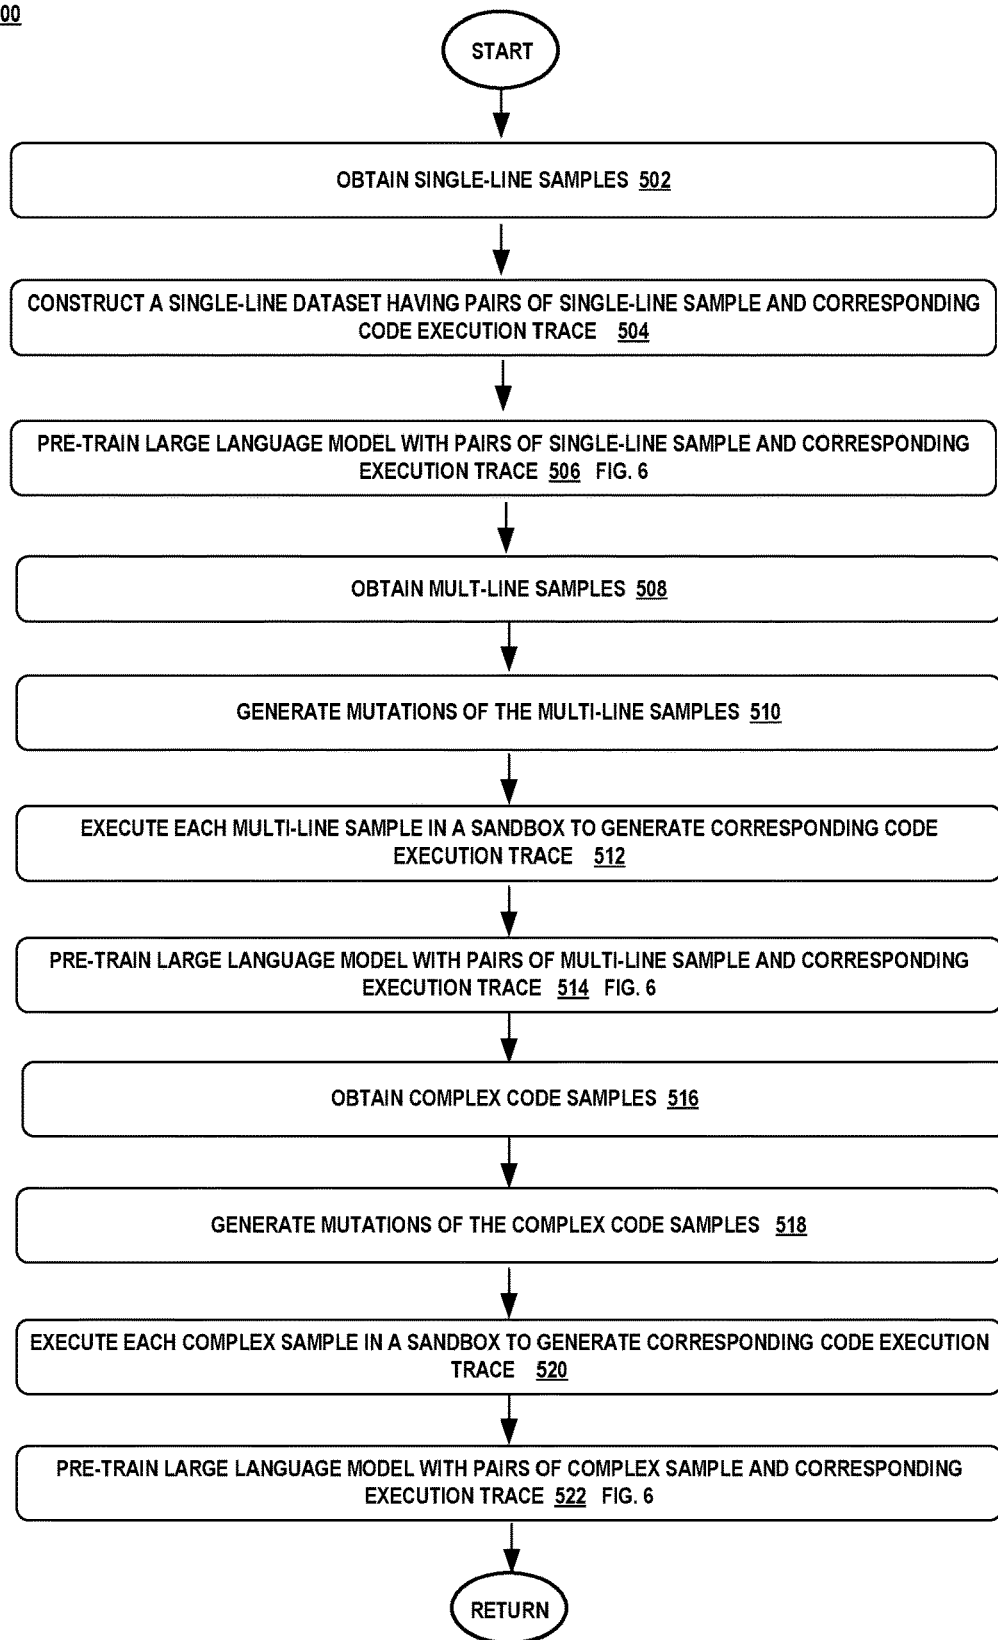 00
START
OBTAIN SINGLE-LINE SAMPLES 502
CONSTRUCT A SINGLE-LINE DATASET HAVING PAIRS OF SINGLE-LINE SAMPLE AND CORRESPONDING
CODE EXECUTION TRACE 504
PRE-TRAIN LARGE LANGUAGE MODEL WITH PAIRS OF SINGLE-LINE SAMPLE AND CORRESPONDING
EXECUTION TRACE 506 FIG. 6
OBTAIN MULT-LINE SAMPLES 508
GENERATE MUTATIONS OF THE MULTI-LINE SAMPLES 510
EXECUTE EACH MULTI-LINE SAMPLE IN A SANDBOX TO GENERATE CORRESPONDING CODE
EXECUTION TRACE 512
PRE-TRAIN LARGE LANGUAGE MODEL WITH PAIRS OF MULTI-LINE SAMPLE AND CORRESPONDING
EXECUTION TRACE 514 FIG. 6
OBTAIN COMPLEX CODE SAMPLES 516
GENERATE MUTATIONS OF THE COMPLEX CODE SAMPLES 518
EXECUTE EACH COMPLEX SAMPLE IN A SANDBOX TO GENERATE CORRESPONDING CODE EXECUTION
TRACE 520
PRE-TRAIN LARGE LANGUAGE MODEL WITH PAIRS OF COMPLEX SAMPLE AND CORRESPONDING
EXECUTION TRACE 522 FIG. 6
RETURN